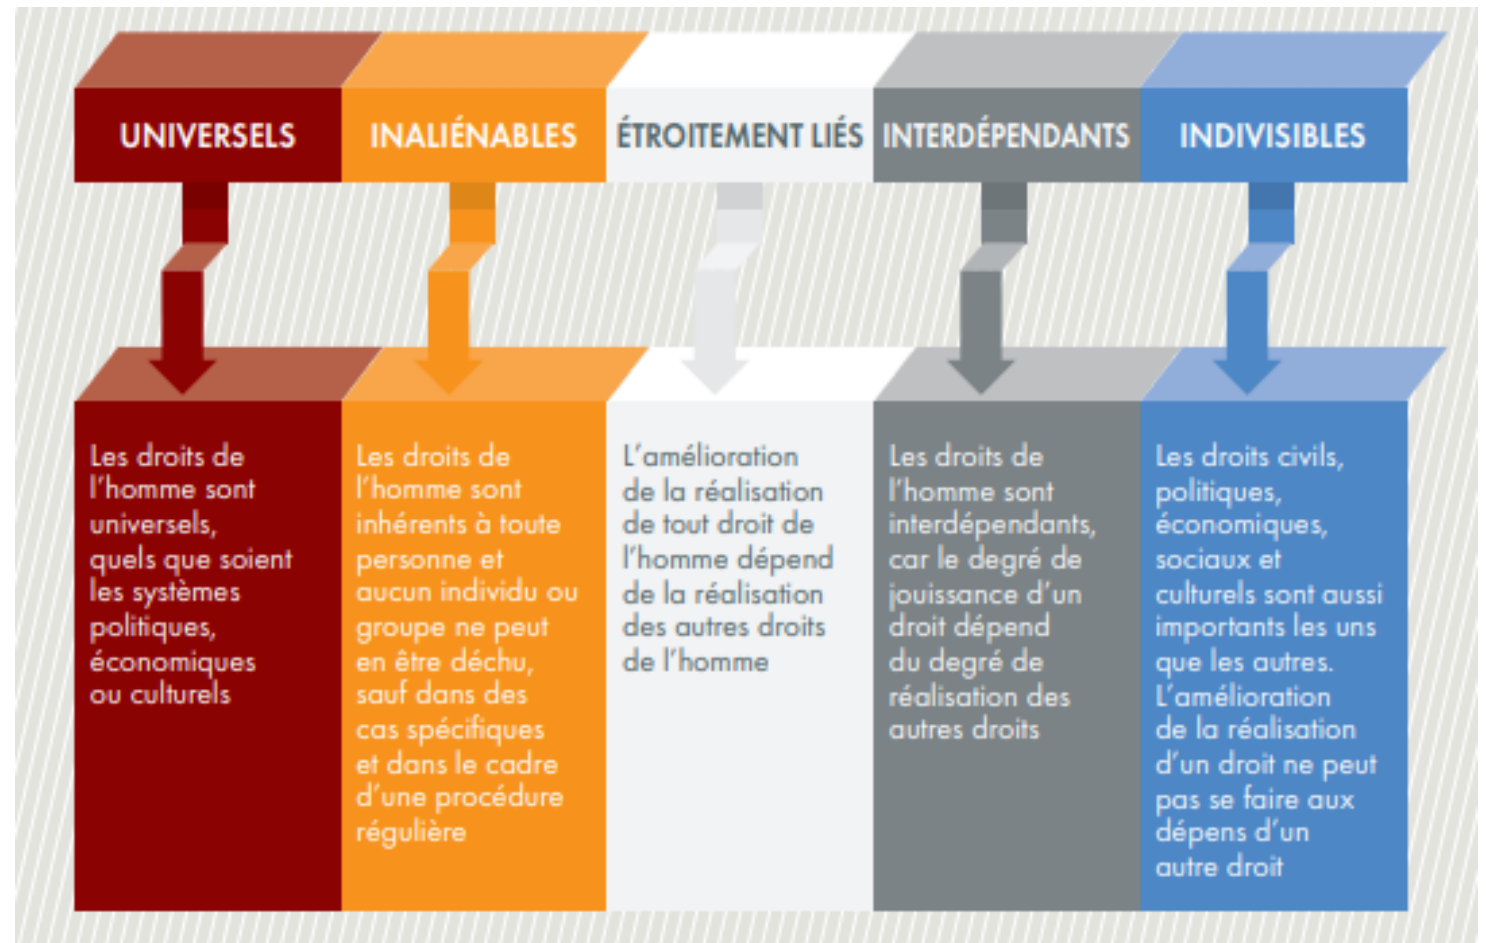 UNIVERSELS
INALIÉNABLES
ÉTROITEMENT LIÉS
INTERDÉPENDANTS
INDIVISIBLES
Les droits de
l'homme sont
universels,
quels que soient
les systèmes
politiques,
économiques
ou culturels
Les droits de
l'homme sont
inhérents à toute
personne et
aucun individu ou
groupe ne peut
en être déchu,
sauf dans des
cas spécifiques
et dans le cadre
d'une procédure
régulière
L'amélioration
de la réalisation
de tout droit de
l'homme dépend
de la réalisation
des autres droits
de l'homme
Les droits de
l'homme sont
interdépendants,
car le degré de
jouissance d'un
droit dépend
du degré de
réalisation des
autres droits
Les droits civils,
politiques,
économiques,
sociaux et
culturels sont aussi
importants les uns
que les autres.
L'amélioration
de la réalisation
d'un droit ne peut
pas se faire aux
dépens d'un
autre droit